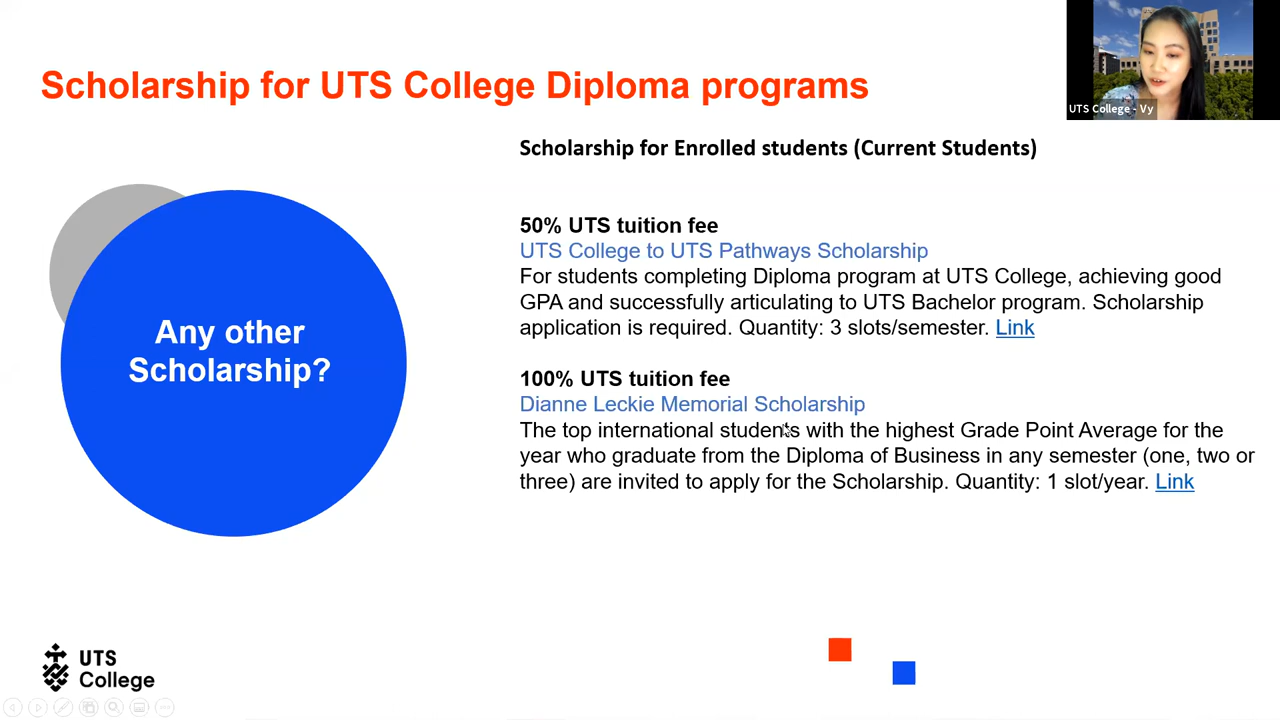 Scholarship for UTS College Diploma programs
UTS College - Vy
Scholarship for Enrolled students (Current Students)
Any other
Scholarship?
50% UTS tuition fee
UTS College to UTS Pathways Scholarship
For students completing Diploma program at UTS College, achieving good
GPA and successfully articulating to UTS Bachelor program. Scholarship
application is required. Quantity: 3 slots/semester. Link
100% UTS tuition fee
Dianne Leckie Memorial Scholarship
The top international students with the highest Grade Point Average for the
year who graduate from the Diploma of Business in any semester (one, two or
three) are invited to apply for the Scholarship. Quantity: 1 slot/year. Link
UTS
College